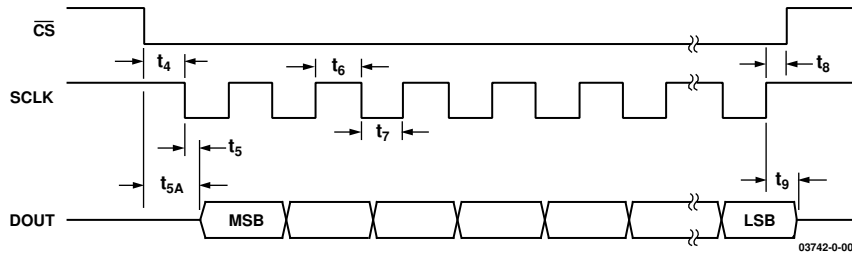 CS
t4
t6
t8
SCLK
t5
t7
t5A
t9
DOUT
MSB
LSB
03742-0-00